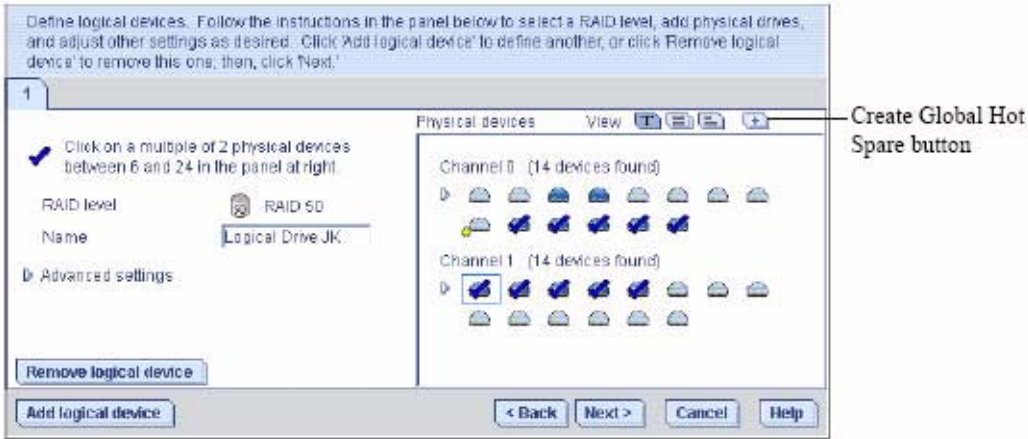 Define logical devices. Follow the instructions in the panel below to select a RAID level, add physical drives,
and adjust other settings as desired. Click 'Add logical device' to define another, or click 'Remove logical
device' to remove this one; then, click 'Next.'
1
Physical devices View
Create Global Hot
Spare button
Click on a multiple of 2 physical devices
between 6 and 24 in the panel at right.
RAID level RAID 50
Name Logical Drive JK
Advanced settings
Channel 0 (14 devices found)
Channel 1 (14 devices found)
Remove logical device
Add logical device
< Back Next > Cancel Help